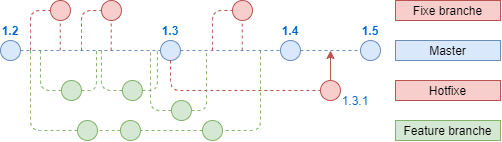 1.2
1.3
1.4
1.5
1.3.1
Fixe branche
Master
Hotfixe
Feature branche